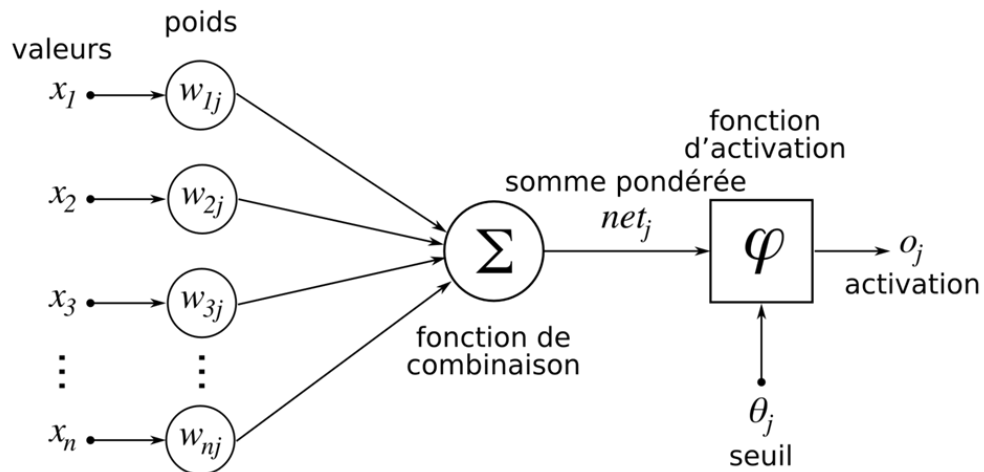 poids
valeurs
x₁
w₁ⱼ
x₂
w₂ⱼ
x₃
w₃ⱼ
⋮ ⋮
xₙ
wₙⱼ
Σ
fonction de
combinaison
somme pondérée
netⱼ
fonction
d'activation
φ
oⱼ
activation
θⱼ
seuil